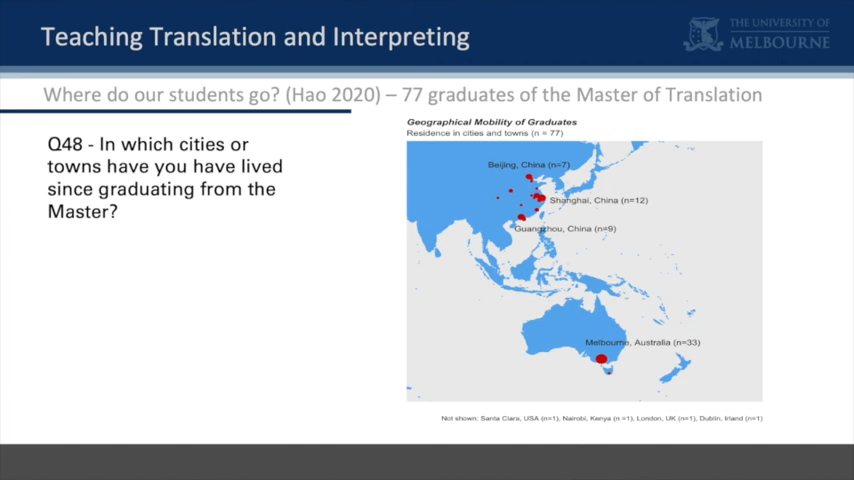 Teaching Translation and Interpreting
THE UNIVERSITY OF
MELBOURNE
Where do our students go? (Hao 2020) – 77 graduates of the Master of Translation
Q48 - In which cities or
towns have you have lived
since graduating from the
Master?
Geographical Mobility of Graduates
Residence in cities and towns (n = 77)
Beijing, China (n=7)
Shanghai, China (n=12)
Guangzhou, China (n=9)
Melbourne, Australia (n=33)
Not shown: Santa Clara, USA (n=1), Nairobi, Kenya (n =1), London, UK (n=1), Dublin, Irland (n=1)